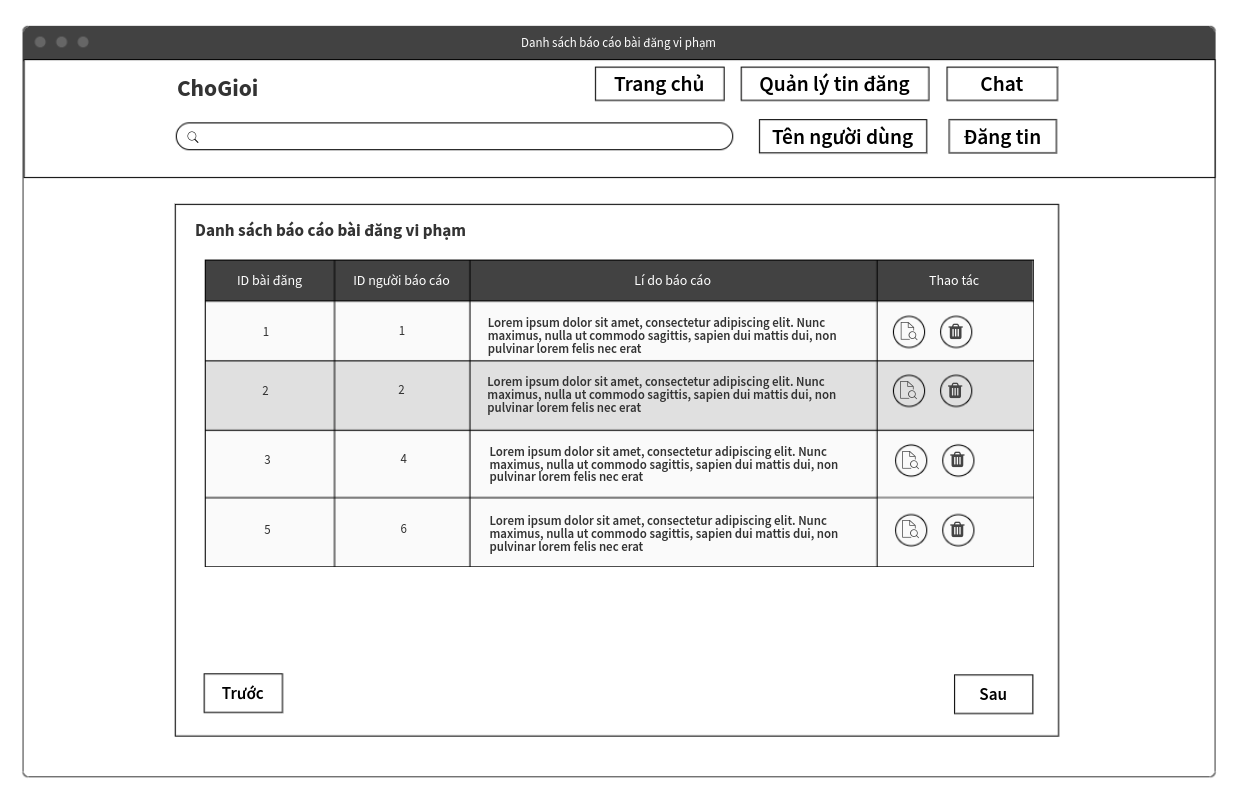 Danh sách báo cáo bài đăng vi phạm
ChoGioi
Trang chủ
Quản lý tin đăng
Chat
Tên người dùng
Đăng tin
Danh sách báo cáo bài đăng vi phạm
ID bài đăng
ID người báo cáo
Lí do báo cáo
Thao tác
1
1
Lorem ipsum dolor sit amet, consectetur adipiscing elit. Nunc
maximus, nulla ut commodo sagittis, sapien dui mattis dui, non
pulvinar lorem felis nec erat
2
2
Lorem ipsum dolor sit amet, consectetur adipiscing elit. Nunc
maximus, nulla ut commodo sagittis, sapien dui mattis dui, non
pulvinar lorem felis nec erat
3
4
Lorem ipsum dolor sit amet, consectetur adipiscing elit. Nunc
maximus, nulla ut commodo sagittis, sapien dui mattis dui, non
pulvinar lorem felis nec erat
5
6
Lorem ipsum dolor sit amet, consectetur adipiscing elit. Nunc
maximus, nulla ut commodo sagittis, sapien dui mattis dui, non
pulvinar lorem felis nec erat
Trước
Sau